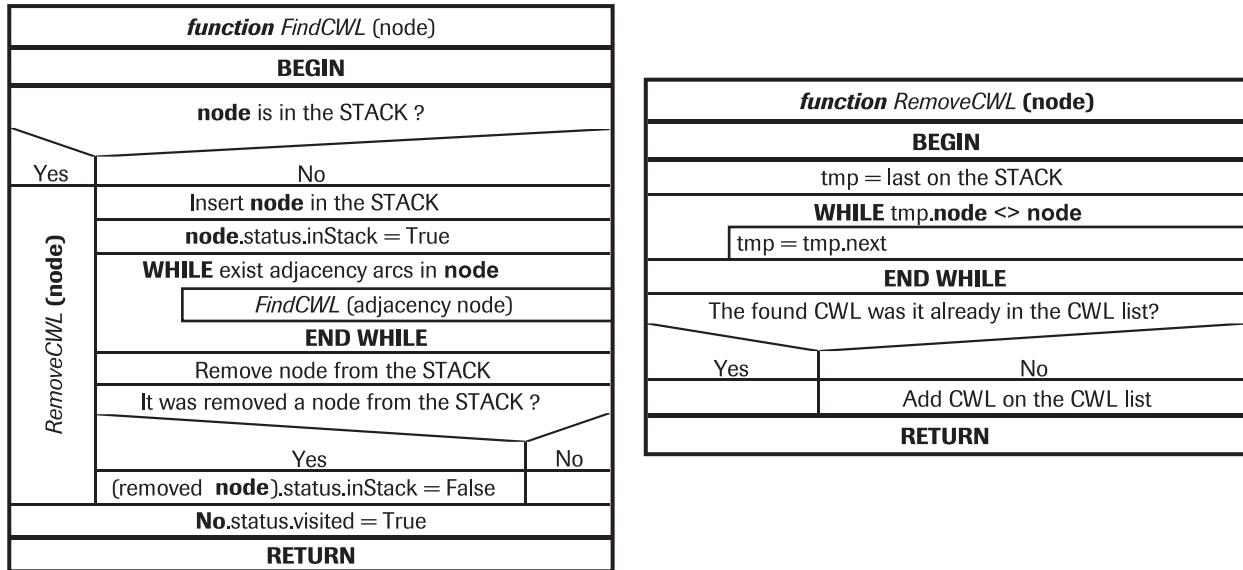 function FindCWL (node)
BEGIN
node is in the STACK ?
Yes
No
RemoveCWL (node)
Insert node in the STACK
node.status.inStack = True
WHILE exist adjacency arcs in node
FindCWL (adjacency node)
END WHILE
Remove node from the STACK
It was removed a node from the STACK ?
Yes
No
(removed node).status.inStack = False
No.status.visited = True
RETURN
function RemoveCWL (node)
BEGIN
tmp = last on the STACK
WHILE tmp.node <> node
tmp = tmp.next
END WHILE
The found CWL was it already in the CWL list?
Yes
No
Add CWL on the CWL list
RETURN